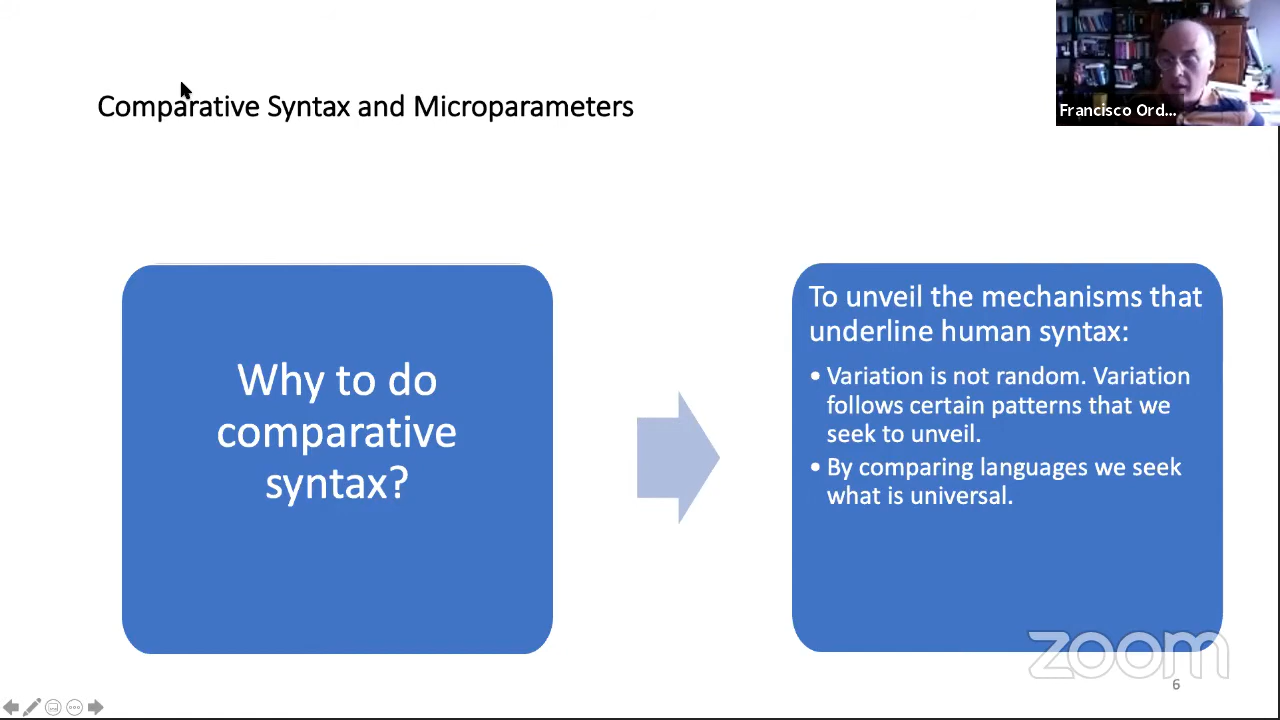 Comparative Syntax and Microparameters
Francisco Ord...
Why to do
comparative
syntax?
To unveil the mechanisms that
underline human syntax:
• Variation is not random. Variation
follows certain patterns that we
seek to unveil.
• By comparing languages we seek
what is universal.
zoom
6